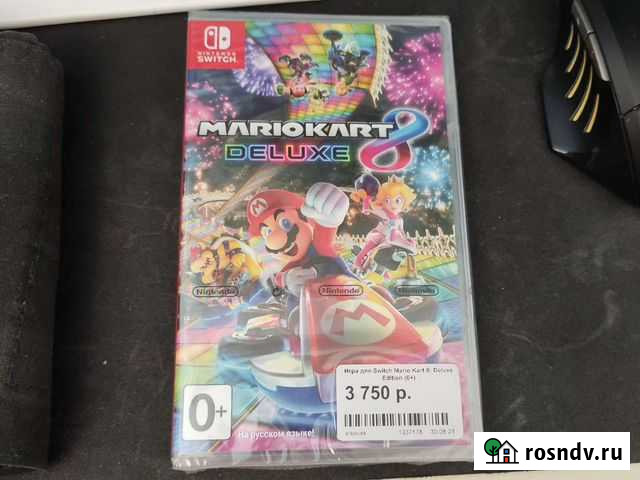 NINTENDO
SWITCH
MARIOKART 8
DELUXE
M
Nintendo
Nintendo
Nintendo
M
Игра для Switch Mario Kart 8: Deluxe
Edition (0+)
3 750 р.
0+
На русском языке!
rosndv.ru